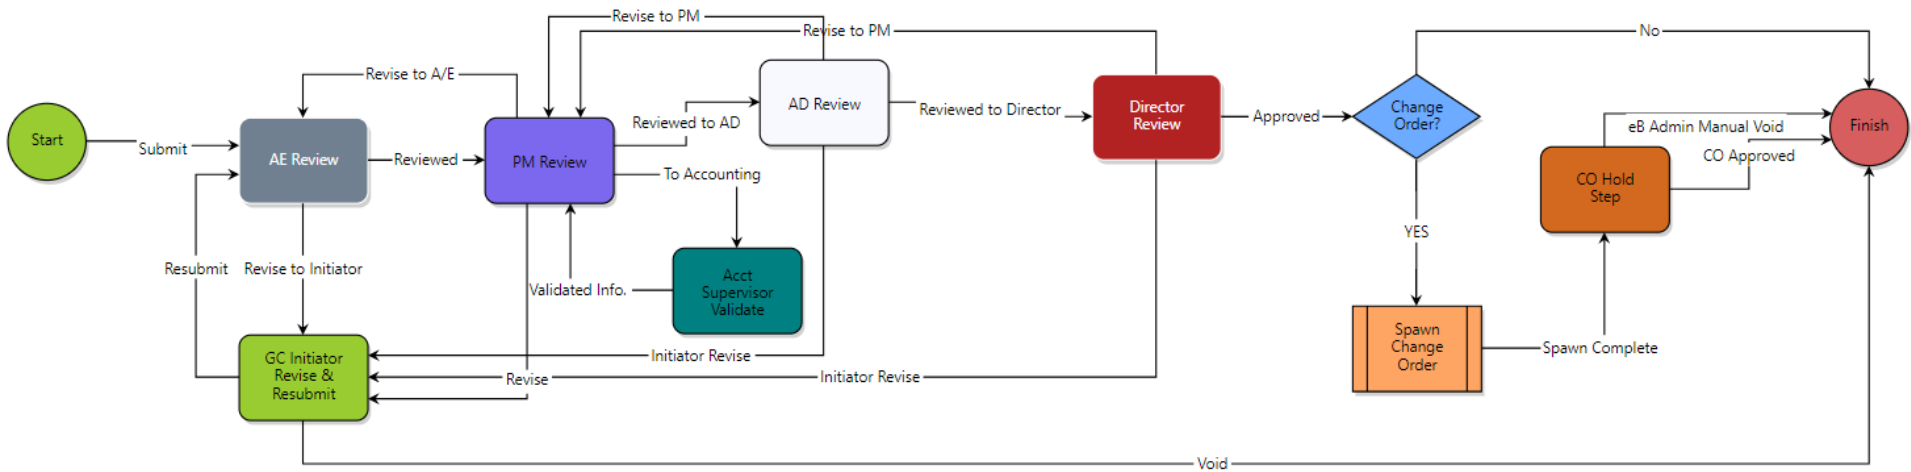 Revise to PM
Revise to PM
No
Revise to A/E
Start
Submit
AE Review
Reviewed
PM Review
Reviewed to AD
AD Review
Reviewed to Director
Director
Review
Approved
Change
Order?
eB Admin Manual Void
CO Approved
Finish
To Accounting
CO Hold
Step
YES
Resubmit
Revise to Initiator
Validated Info.
Acct
Supervisor
Validate
GC Initiator
Revise &
Resubmit
Initiator Revise
Revise
Initiator Revise
Spawn
Change
Order
Spawn Complete
Void